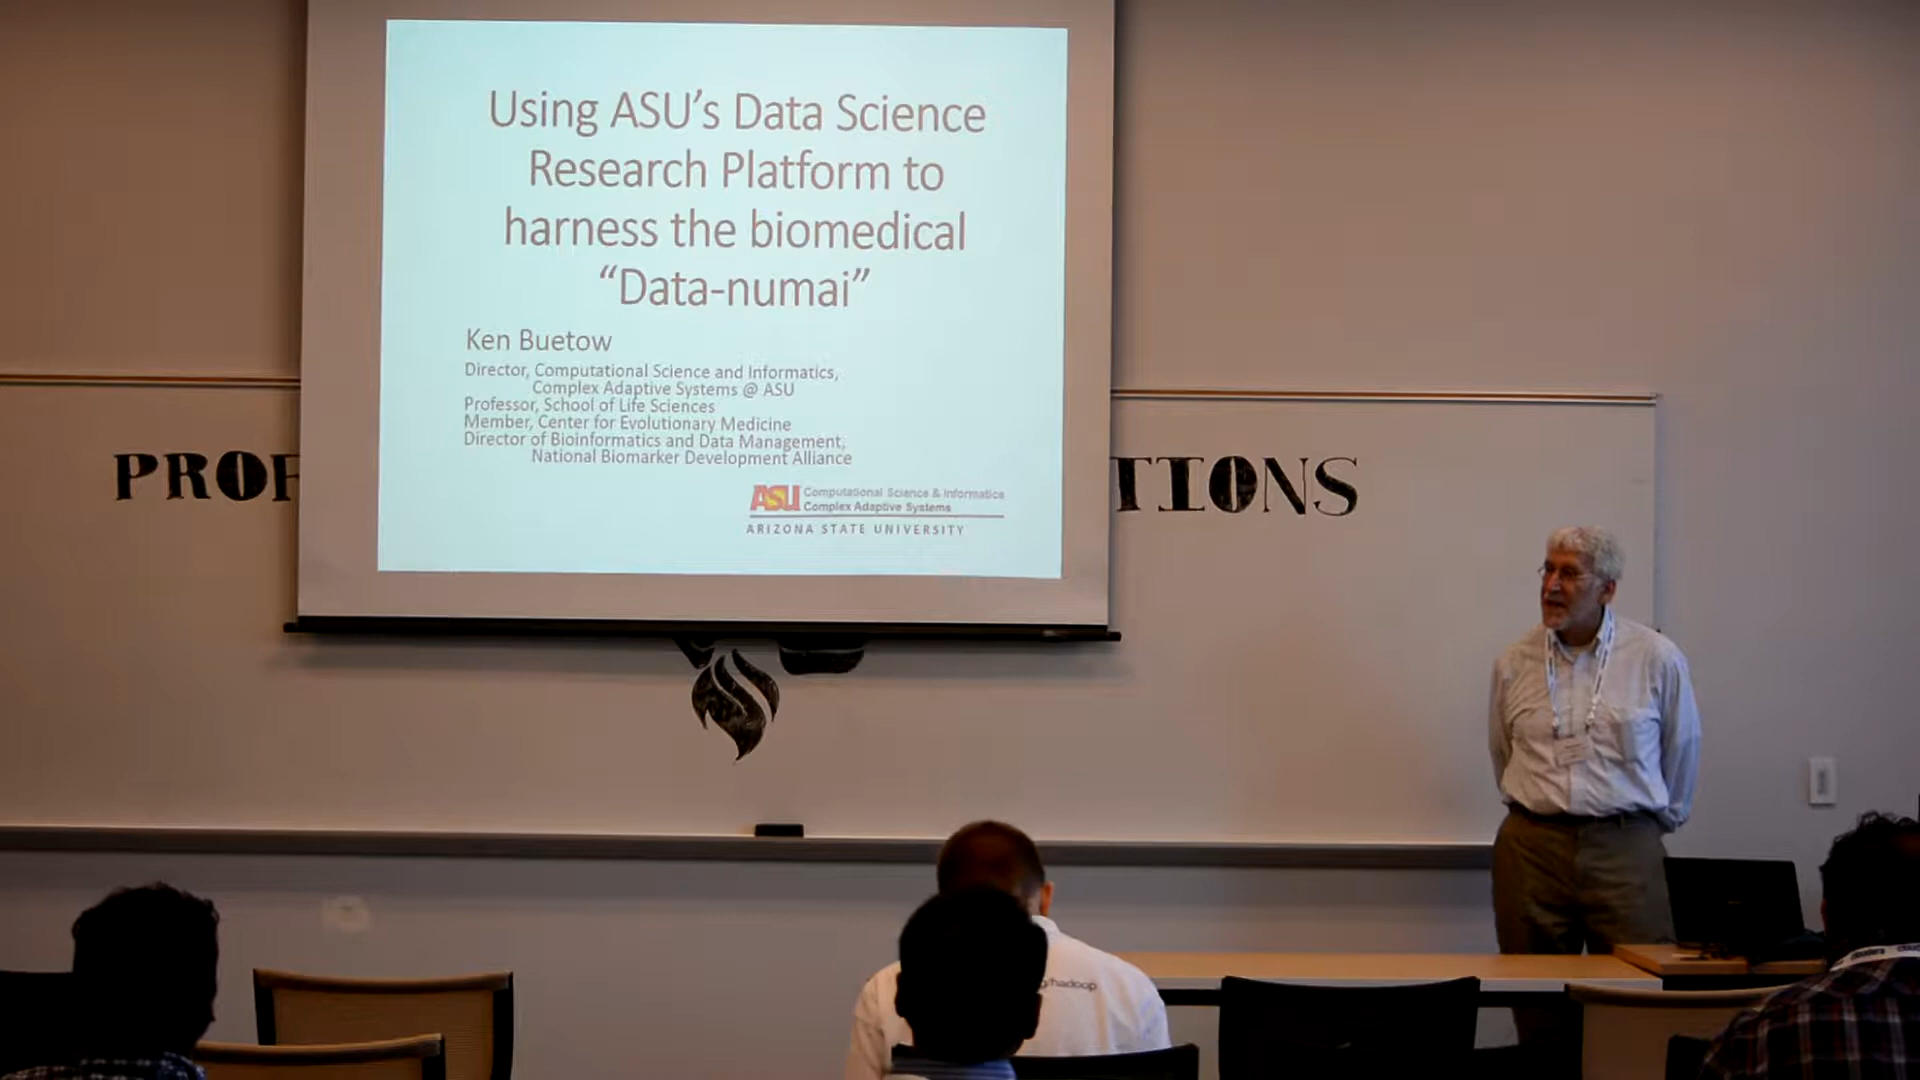 Using ASU's Data Science
Research Platform to
harness the biomedical
“Data-numai”
Ken Buetow
Director, Computational Science and Informatics,
Complex Adaptive Systems @ ASU
Professor, School of Life Sciences
Member, Center for Evolutionary Medicine
Director of Bioinformatics and Data Management,
National Biomarker Development Alliance
ASU
Computational Science & Informatics
Complex Adaptive Systems
ARIZONA STATE UNIVERSITY
PROF
TIONS
/hadoop